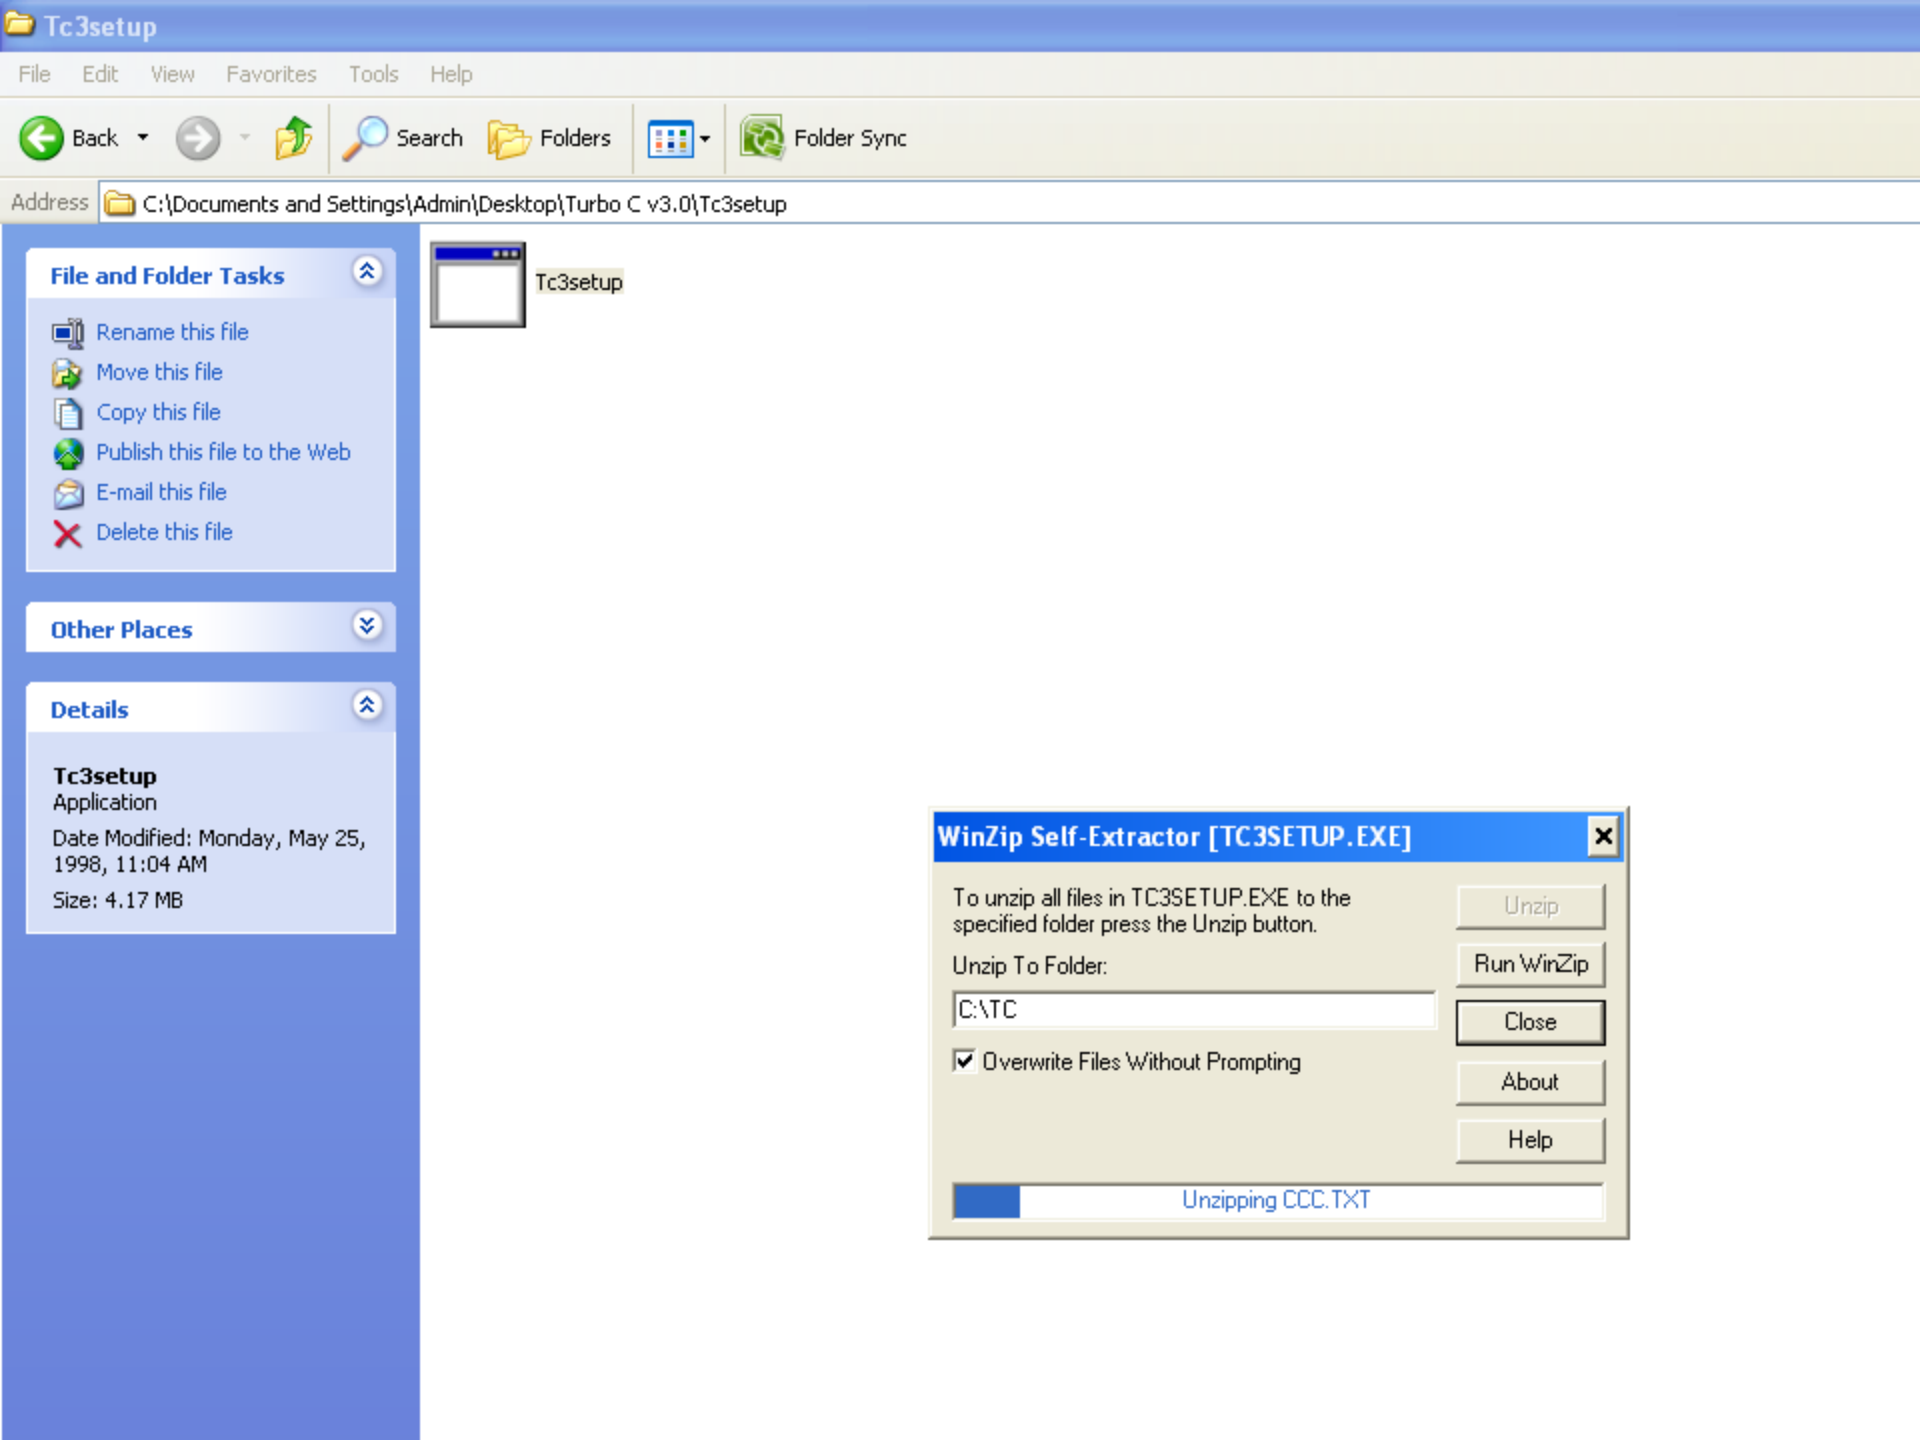 Tc3setup
File Edit View Favorites Tools Help
Back Search Folders Folder Sync
Address C:\Documents and Settings\Admin\Desktop\Turbo C v3.0\Tc3setup
File and Folder Tasks
Rename this file
Move this file
Copy this file
Publish this file to the Web
E-mail this file
Delete this file
Other Places
Details
Tc3setup
Application
Date Modified: Monday, May 25,
1998, 11:04 AM
Size: 4.17 MB
Tc3setup
WinZip Self-Extractor [TC3SETUP.EXE]
To unzip all files in TC3SETUP.EXE to the
specified folder press the Unzip button.
Unzip To Folder:
C:\TC
Overwrite Files Without Prompting
Unzip
Run WinZip
Close
About
Help
Unzipping CCC.TXT